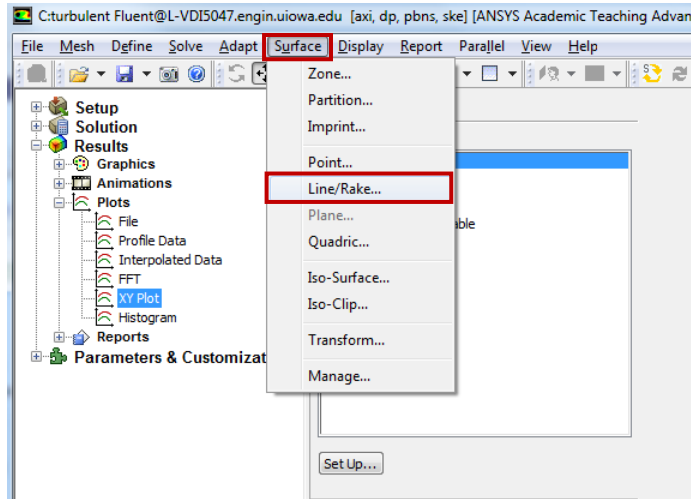 C:turbulent Fluent@L-VDI5047.engin.uiowa.edu [axi, dp, pbns, ske] [ANSYS Academic Teaching Advan
File Mesh Define Solve Adapt Surface Display Report Parallel View Help
Zone...
Partition...
Imprint...
Point...
Line/Rake...
Plane...
Quadric...
Iso-Surface...
Iso-Clip...
Transform...
Manage...
Setup
Solution
Results
Graphics
Animations
Plots
File
Profile Data
Interpolated Data
FFT
XY Plot
Histogram
Reports
Parameters & Customizat
able
Set Up...